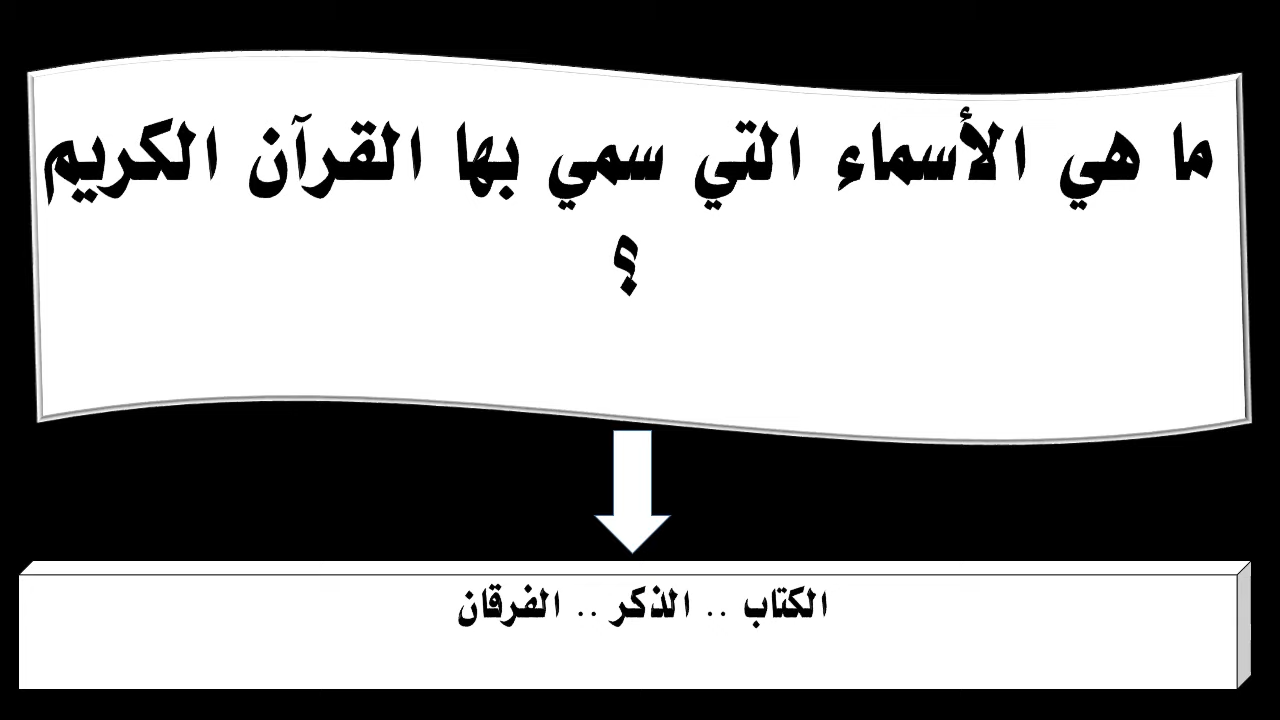 ما هي الأسماء التي سمي بها القرآن الكريم
؟
الكتاب .. الذكر .. الفرقان